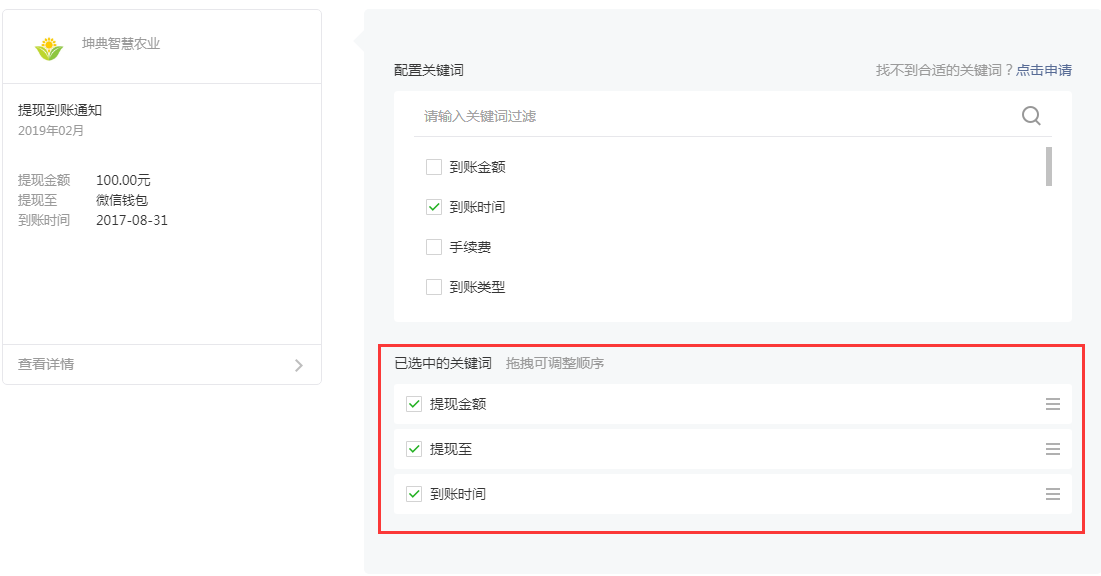 坤典智慧农业
提现到账通知
2019年02月
提现金额 100.00元
提现至 微信钱包
到账时间 2017-08-31
查看详情
配置关键词 找不到合适的关键词？点击申请
请输入关键词过滤
到账金额
到账时间
手续费
到账类型
已选中的关键词 拖拽可调整顺序
提现金额
提现至
到账时间